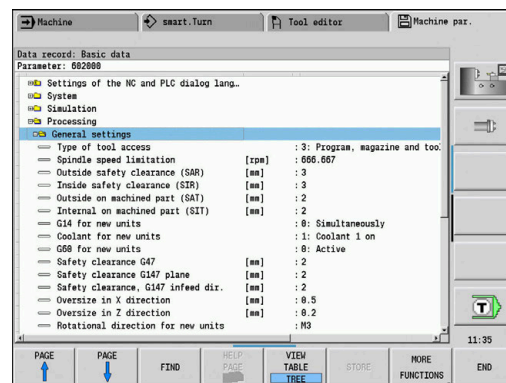 Machine
smart.Turn
Tool editor
Machine par.
Data record: Basic data
Parameter: 602000
Settings of the NC and PLC dialog lang…
System
Simulation
Processing
General settings
Type of tool access : 3: Program, magazine and too
Spindle speed limitation [rpm] : 666.667
Outside safety clearance (SAR) [mm] : 3
Inside safety clearance (SIR) [mm] : 3
Outside on machined part (SAT) [mm] : 2
Internal on machined part (SIT) [mm] : 2
G14 for new units : 0: Simultaneously
Coolant for new units : 1: Coolant 1 on
G60 for new units : 0: Active
Safety clearance G47 [mm] : 2
Safety clearance G147 plane [mm] : 2
Safety clearance, G147 infeed dir. [mm] : 2
Oversize in X direction [mm] : 0.5
Oversize in Z direction [mm] : 0.2
Rotational direction for new units : M3
T
11:35
PAGE
PAGE
FIND
HELP PAGE
VIEW TABLE TREE
STORE
MORE FUNCTIONS
END